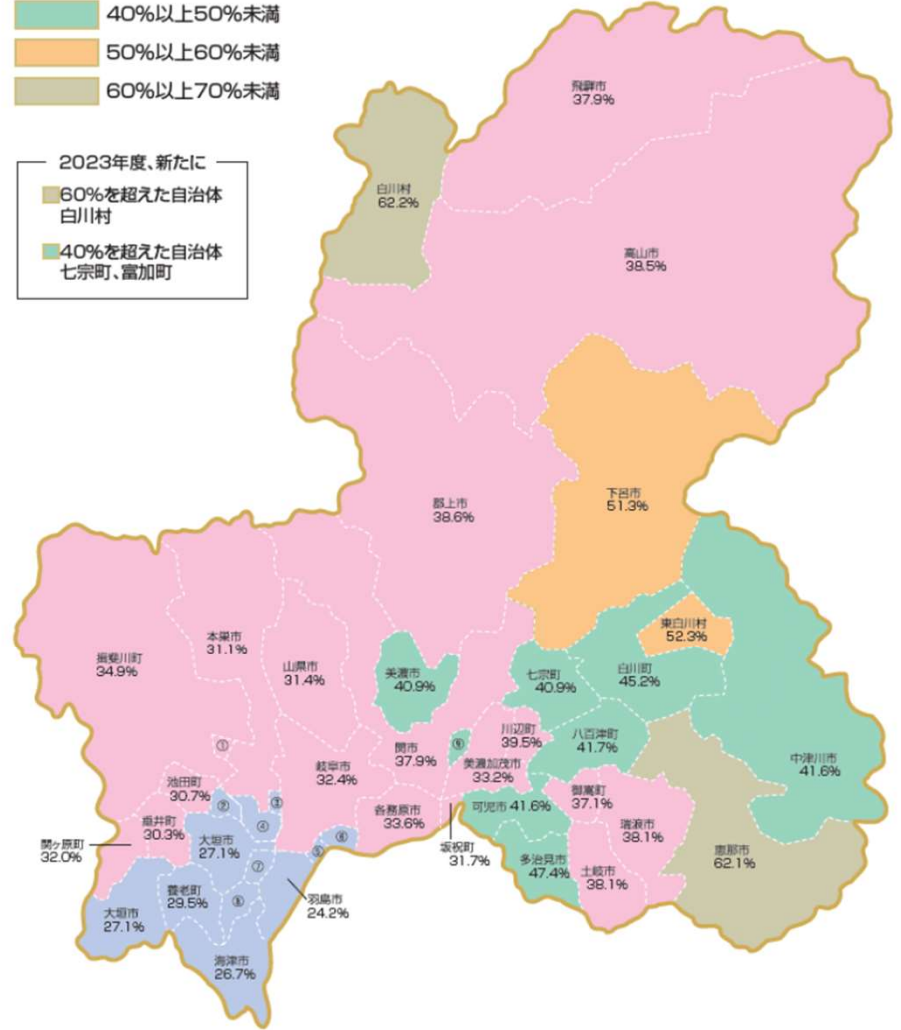 40%以上50%未満
50%以上60%未満
60%以上70%未満
2023年度、新たに
60%を超えた自治体
白川村
40%を超えた自治体
七宗町、富加町
飛騨市
37.9%
白川村
62.2%
高山市
38.5%
郡上市
38.6%
下呂市
51.3%
東白川村
52.3%
揖斐川町
34.9%
本巣市
31.1%
山県市
31.4%
美濃市
40.9%
七宗町
40.9%
白川町
45.2%
中津川市
41.6%
①
岐阜市
32.4%
関市
37.9%
⑨
川辺町
39.5%
八百津町
41.7%
美濃加茂市
33.2%
池田町
30.7%
②
③
④
各務原市
33.6%
可児市 41.6%
御嵩町
37.1%
垂井町
30.3%
大垣市
27.1%
⑥
⑤
⑦
瑞浪市
38.1%
関ヶ原町
32.0%
坂祝町
31.7%
多治見市
47.4%
土岐市
38.1%
恵那市
62.1%
養老町
29.5%
⑧
羽島市
24.2%
大垣市
27.1%
海津市
26.7%